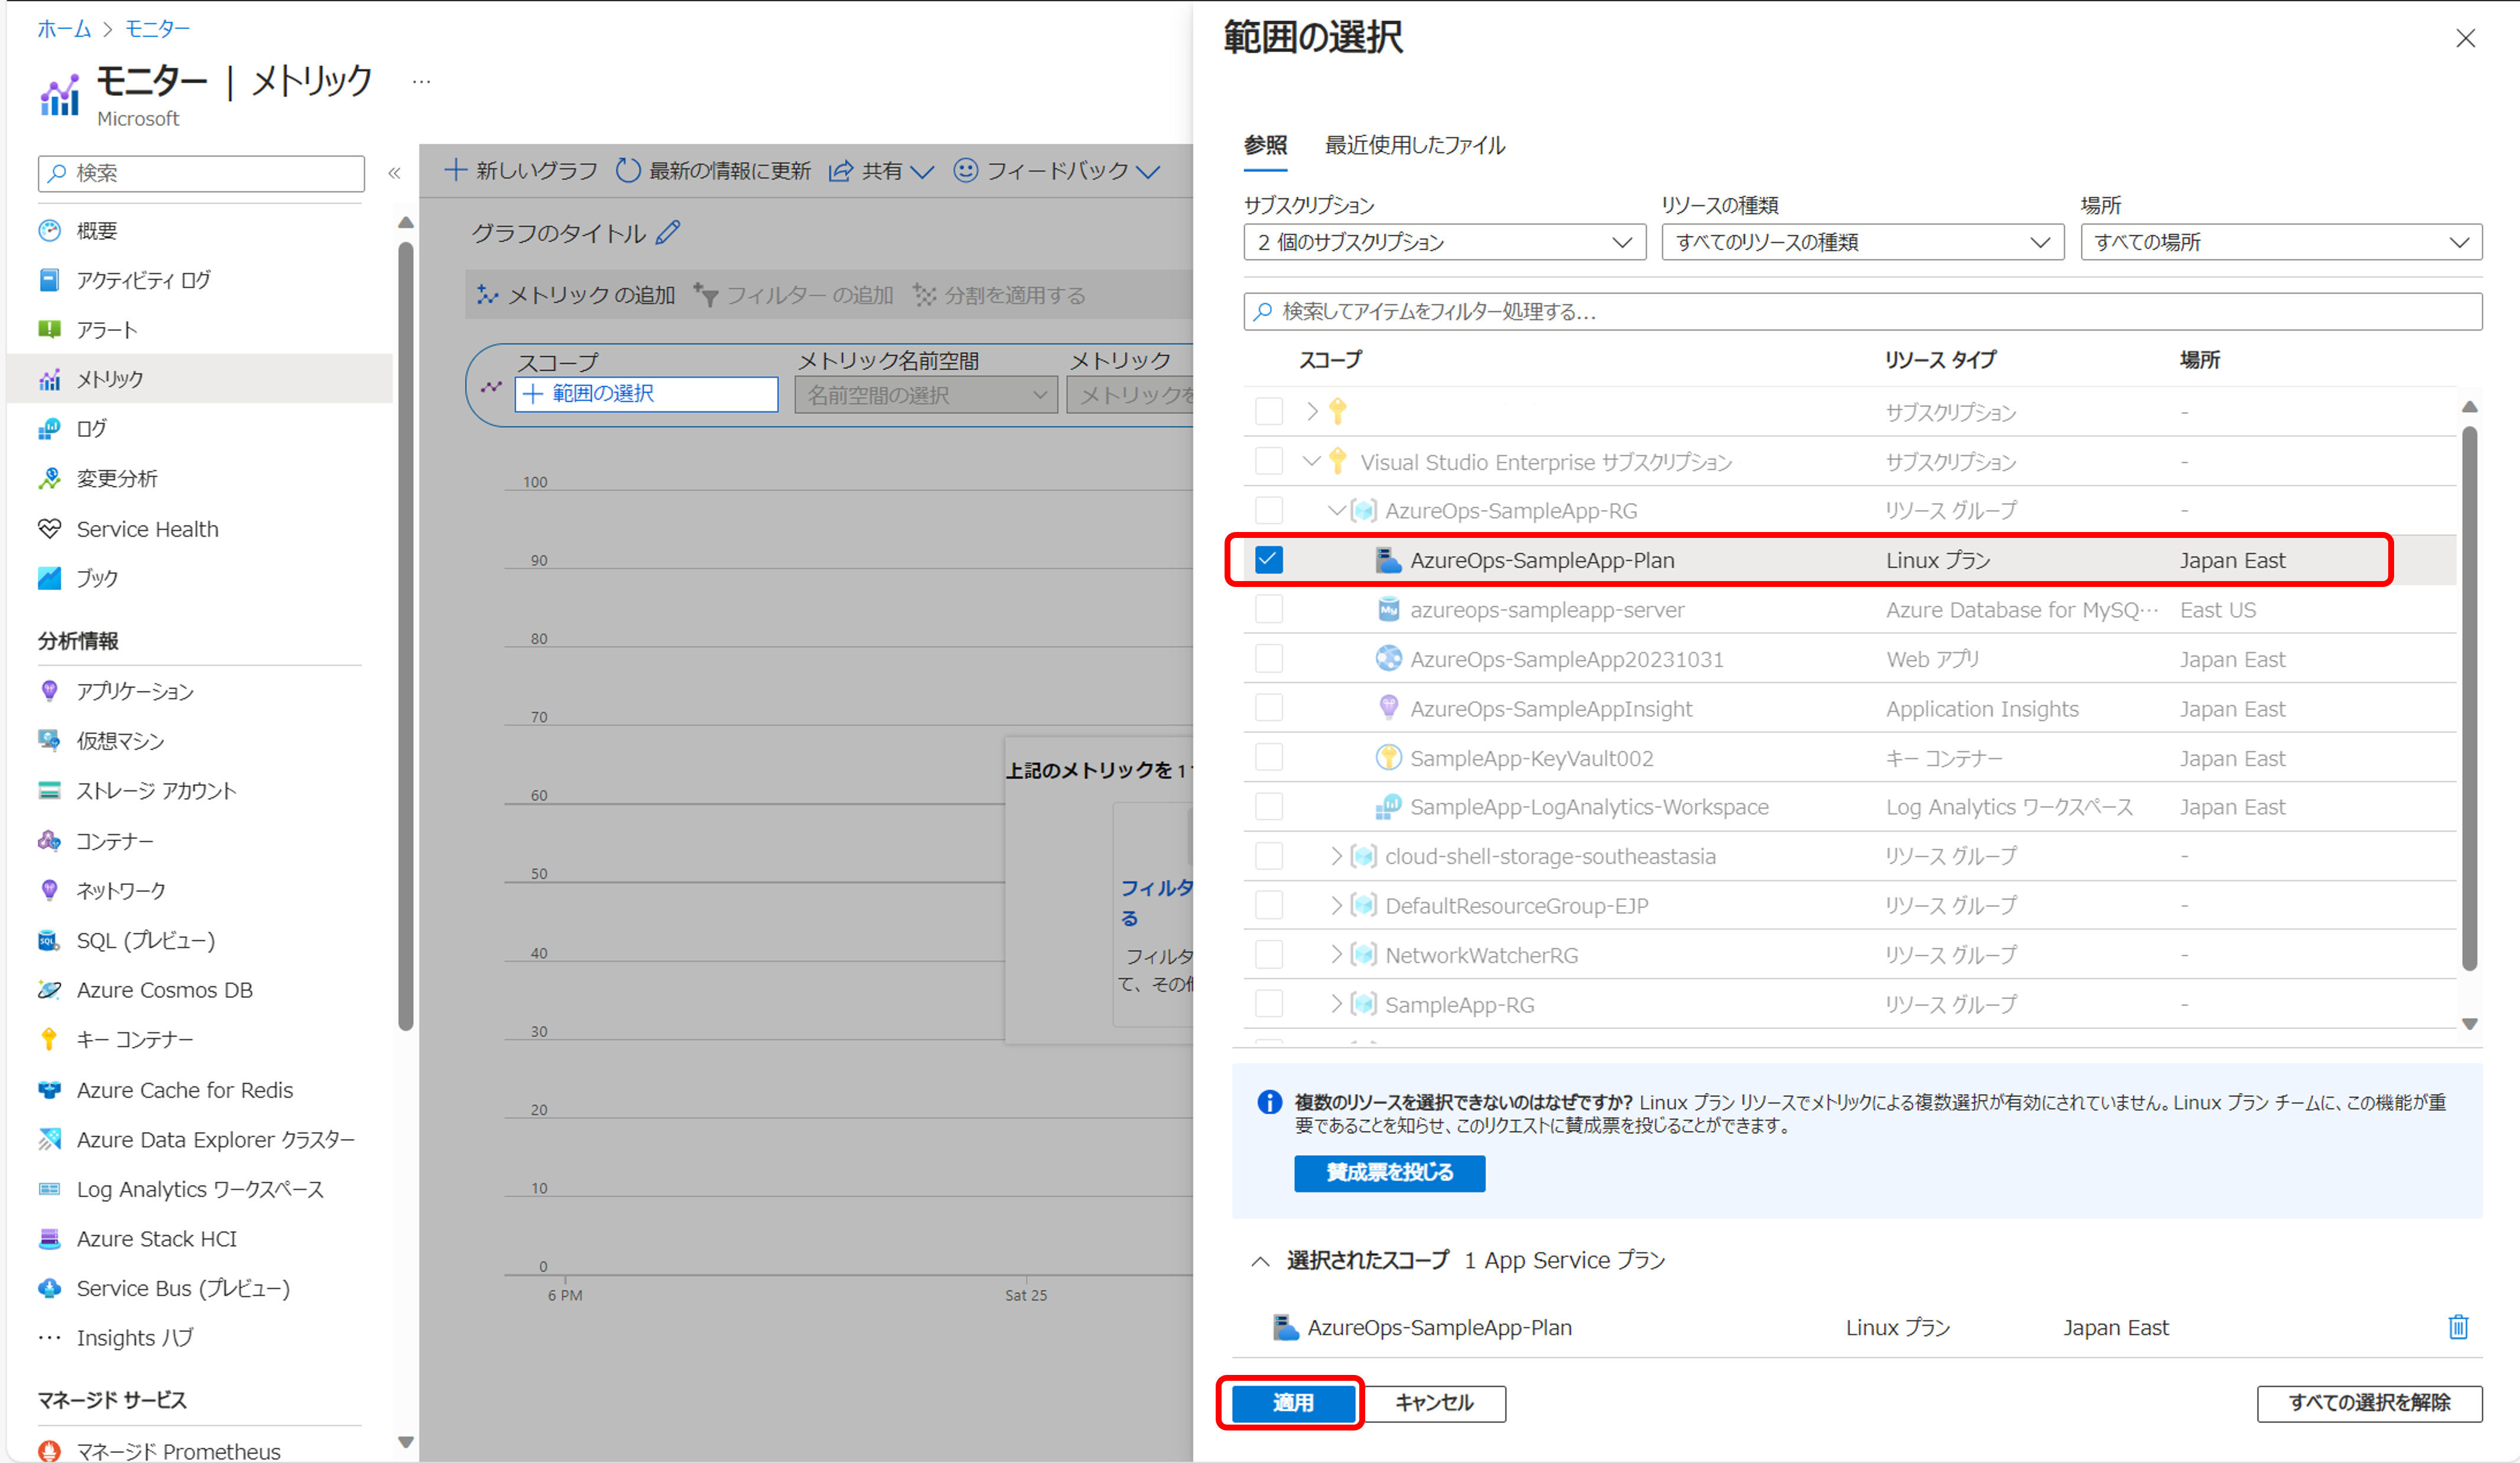 ホーム > モニター
モニター | メトリック ...
Microsoft
検索
«
概要
アクティビティ ログ
アラート
メトリック
ログ
変更分析
Service Health
ブック
分析情報
アプリケーション
仮想マシン
ストレージ アカウント
コンテナー
ネットワーク
SQL (プレビュー)
Azure Cosmos DB
キー コンテナー
Azure Cache for Redis
Azure Data Explorer クラスター
Log Analytics ワークスペース
Azure Stack HCI
Service Bus (プレビュー)
Insights ハブ
マネージド サービス
マネージド Prometheus
新しいグラフ 最新の情報に更新 共有 フィードバック
グラフのタイトル
メトリック の追加 フィルター の追加 分割を適用する
スコープ メトリック名前空間 メトリック
範囲の選択 名前空間の選択 メトリックを
100
90
80
70
60
50
40
30
20
10
0
6 PM Sat 25
上記のメトリックを 1
フィルタ
る
フィルタ
て、その他
範囲の選択
参照 最近使用したファイル
サブスクリプション リソースの種類 場所
2 個のサブスクリプション すべてのリソースの種類 すべての場所
検索してアイテムをフィルター処理する...
スコープ リソース タイプ 場所
サブスクリプション -
Visual Studio Enterprise サブスクリプション サブスクリプション -
AzureOps-SampleApp-RG リソース グループ -
AzureOps-SampleApp-Plan Linux プラン Japan East
azureops-sampleapp-server Azure Database for MySQ… East US
AzureOps-SampleApp20231031 Web アプリ Japan East
AzureOps-SampleAppInsight Application Insights Japan East
SampleApp-KeyVault002 キー コンテナー Japan East
SampleApp-LogAnalytics-Workspace Log Analytics ワークスペース Japan East
cloud-shell-storage-southeastasia リソース グループ -
DefaultResourceGroup-EJP リソース グループ -
NetworkWatcherRG リソース グループ -
SampleApp-RG リソース グループ -
複数のリソースを選択できないのはなぜですか? Linux プラン リソースでメトリックによる複数選択が有効にされていません。Linux プラン チームに、この機能が重
要であることを知らせ、このリクエストに賛成票を投じることができます。
賛成票を投じる
選択されたスコープ 1 App Service プラン
AzureOps-SampleApp-Plan Linux プラン Japan East
適用 キャンセル すべての選択を解除